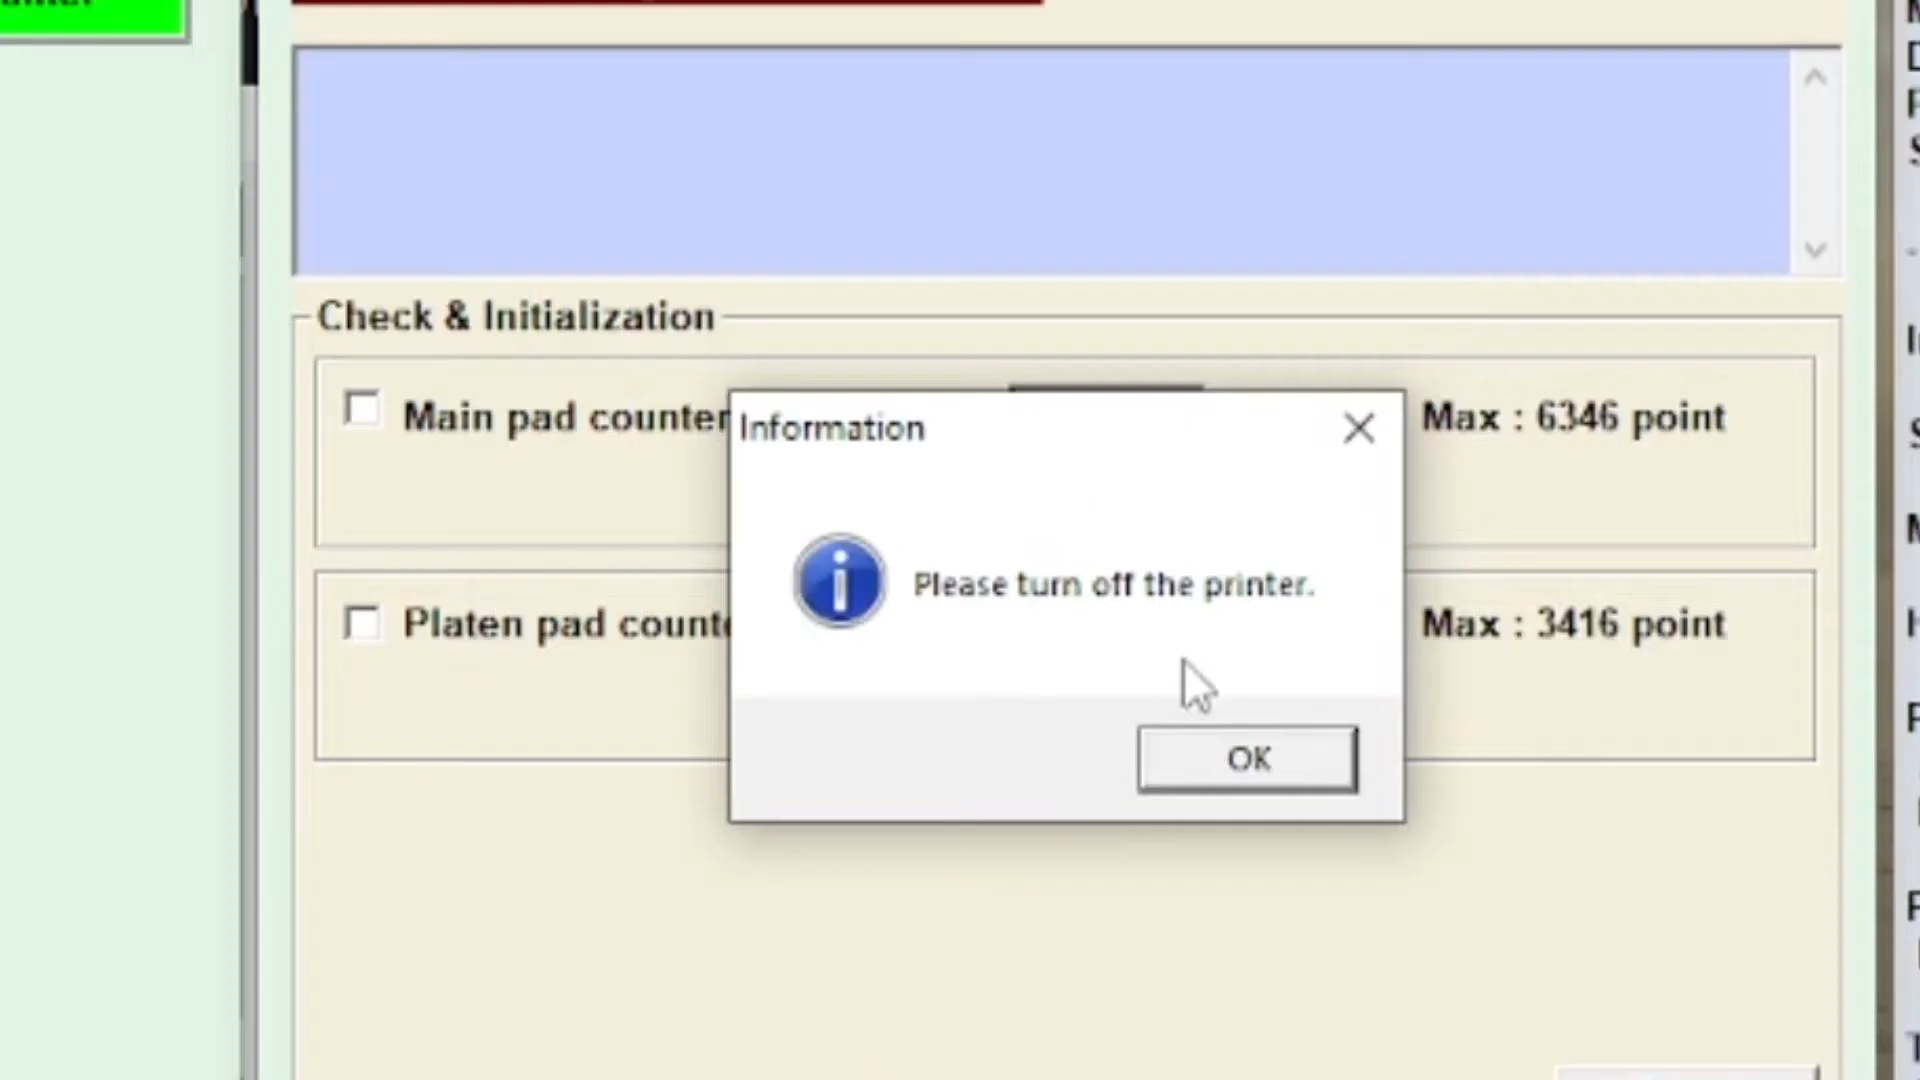 Check & Initialization
Main pad counter
Max : 6346 point
Information
Please turn off the printer.
Platen pad
Max : 3416 point
OK